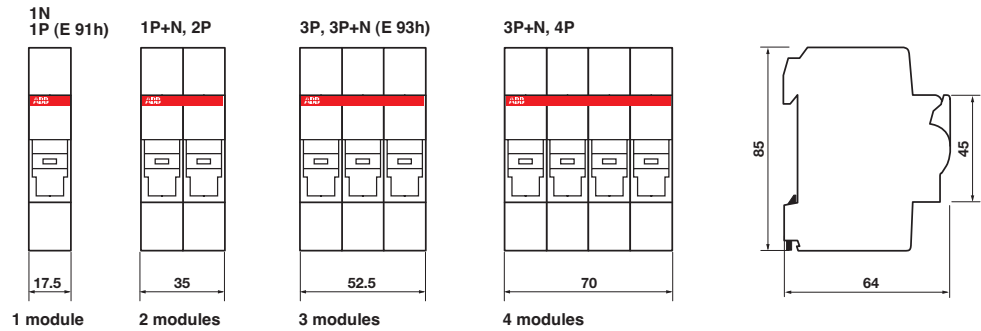 1N
1P (E 91h)
1P+N, 2P
3P, 3P+N (E 93h)
3P+N, 4P
ABB
ABB
ABB
ABB
85
45
17.5
35
52.5
70
64
1 module
2 modules
3 modules
4 modules